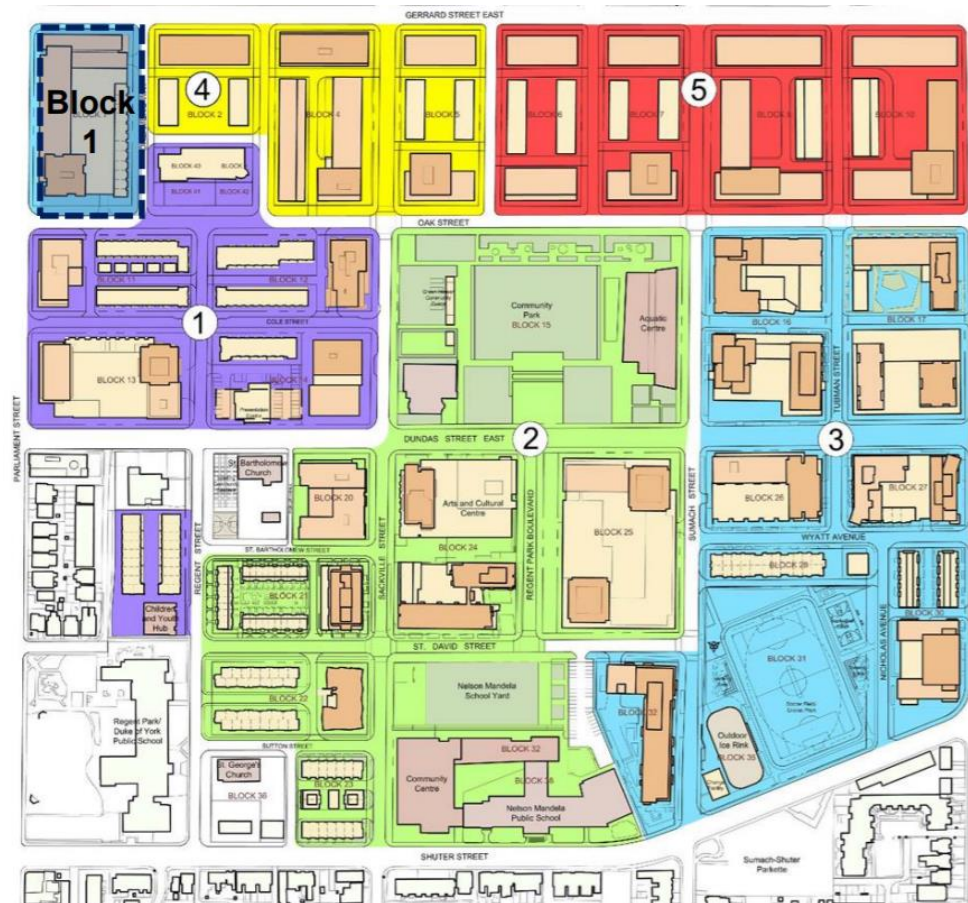 GERRARD STREET EAST
Block
1
4
BLOCK 2
BLOCK 4
BLOCK 5
5
BLOCK 6
BLOCK 7
BLOCK 10
BLOCK 40
BLOCK 41
BLOCK 42
OAK STREET
BLOCK 11
BLOCK 12
Community
Park
BLOCK 15
Aquatic
Centre
BLOCK 16
BLOCK 17
1
COLE STREET
BLOCK 13
BLOCK 14
TUBMAN STREET
PARLIAMENT STREET
DUNDAS STREET EAST
2
3
St. Bartholomew
Church
BLOCK 20
Arts and Cultural
Centre
BLOCK 24
BLOCK 25
BLOCK 26
BLOCK 27
REGENT STREET
SACKVILLE STREET
REGENT PARK BOULEVARD
SUMACH STREET
WYATT AVENUE
ST. BARTHOLOMEW STREET
BLOCK 21
Children
and Youth
Hub
BLOCK 29
BLOCK 30
NICHOLAS AVENUE
ST. DAVID STREET
BLOCK 22
Nelson Mandela
School Yard
BLOCK 31
BLOCK 32
Regent Park/
Duke of York
Public School
SUTTON STREET
St. George's
Church
BLOCK 36
BLOCK 23
Community
Centre
BLOCK 32
Nelson Mandela
Public School
Outdoor
Ice Rink
BLOCK 35
SHUTER STREET
Sumach-Shuter
Parkette